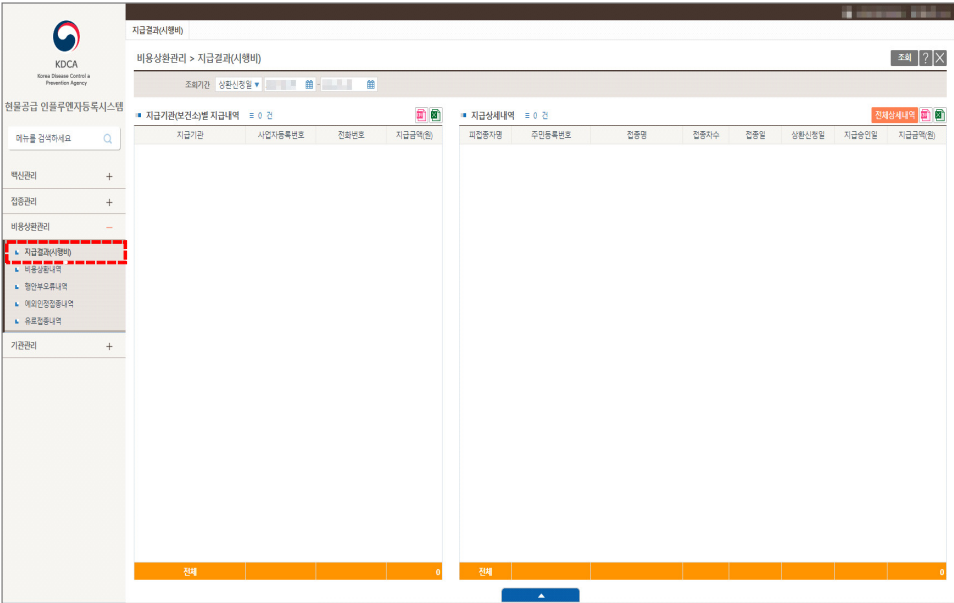 지급결과(시행비)
KDCA
Korea Disease Control a
Prevention Agency
현물공급 인플루엔자등록시스템
메뉴를 검색하세요
백신관리 +
접종관리 +
비용상환관리 −
지급결과(시행비)
비용상환내역
행안부오류내역
예외인정접종내역
유료접종내역
기관관리 +
비용상환관리 > 지급결과(시행비)
조회 ? X
조회기간 상환신청일 ▼ -
지급기관(보건소)별 지급내역 ≡ 0 건
지급기관 사업자등록번호 전화번호 지급금액(원)
전체 0
지급상세내역 ≡ 0 건 전체상세내역
피접종자명 주민등록번호 접종명 접종차수 접종일 상환신청일 지급승인일 지급금액(원)
전체 0